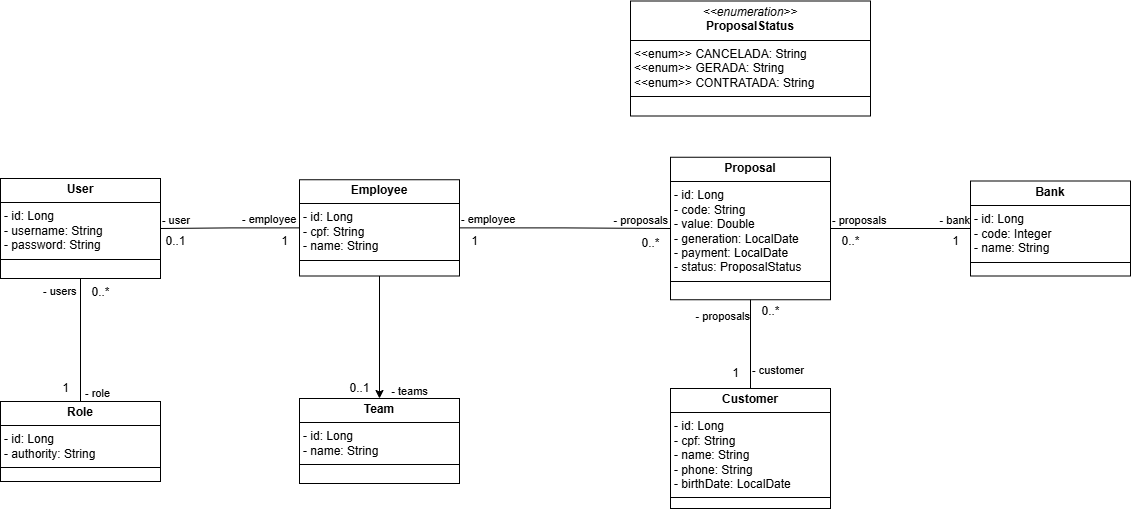 <<enumeration>>
ProposalStatus
<<enum>> CANCELADA: String
<<enum>> GERADA: String
<<enum>> CONTRATADA: String
User
- id: Long
- username: String
- password: String
- user
0..1
- employee
1
Employee
- id: Long
- cpf: String
- name: String
- employee
1
- proposals
0..*
Proposal
- id: Long
- code: String
- value: Double
- generation: LocalDate
- payment: LocalDate
- status: ProposalStatus
- proposals
0..*
- bank
1
Bank
- id: Long
- code: Integer
- name: String
- users
0..*
1
- role
Role
- id: Long
- authority: String
0..1
- teams
Team
- id: Long
- name: String
- proposals
0..*
1
- customer
Customer
- id: Long
- cpf: String
- name: String
- phone: String
- birthDate: LocalDate